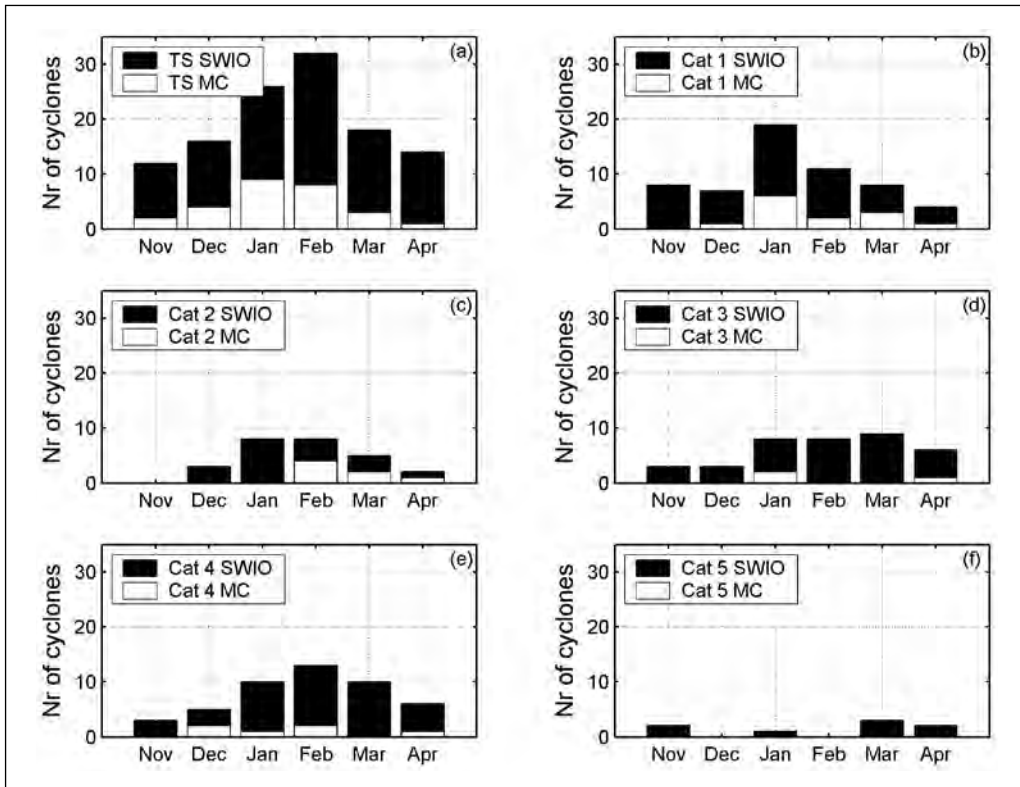 (a)
TS SWIO
TS MC
Nr of cyclones
30
20
10
0
Nov Dec Jan Feb Mar Apr
(b)
Cat 1 SWIO
Cat 1 MC
Nr of cyclones
30
20
10
0
Nov Dec Jan Feb Mar Apr
(c)
Cat 2 SWIO
Cat 2 MC
Nr of cyclones
30
20
10
0
Nov Dec Jan Feb Mar Apr
(d)
Cat 3 SWIO
Cat 3 MC
Nr of cyclones
30
20
10
0
Nov Dec Jan Feb Mar Apr
(e)
Cat 4 SWIO
Cat 4 MC
Nr of cyclones
30
20
10
0
Nov Dec Jan Feb Mar Apr
(f)
Cat 5 SWIO
Cat 5 MC
Nr of cyclones
30
20
10
0
Nov Dec Jan Feb Mar Apr